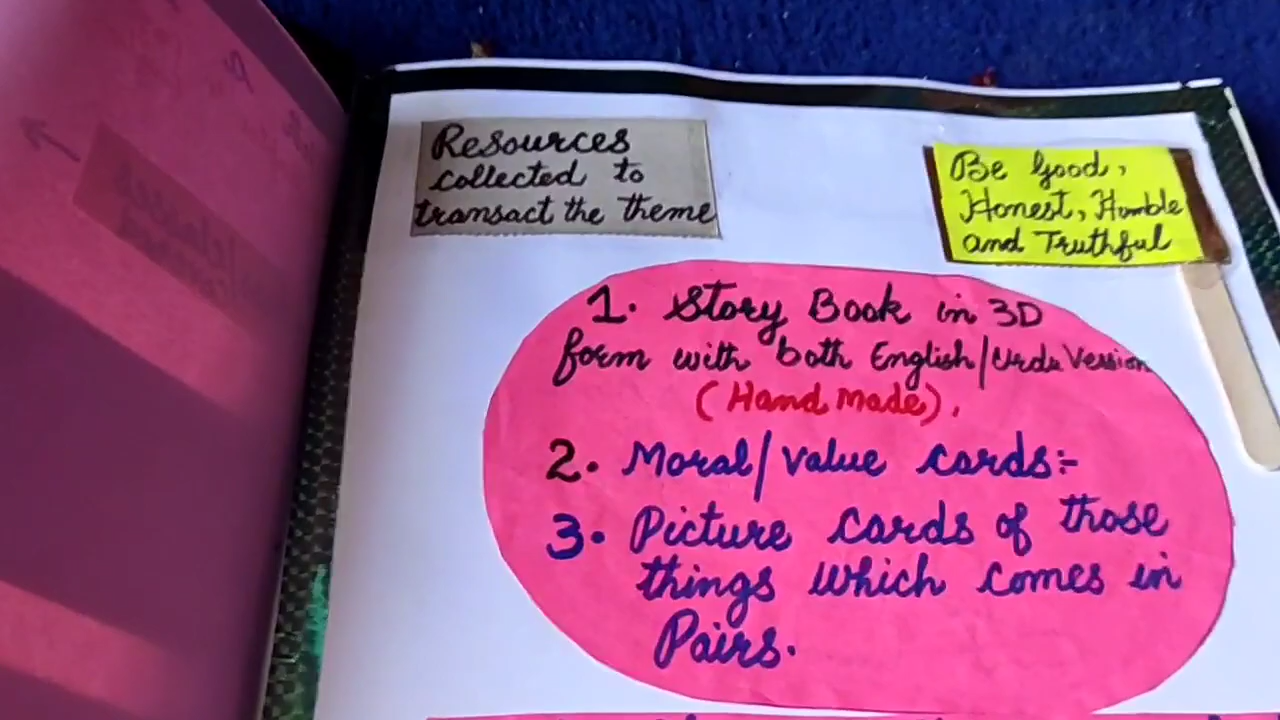 Resources
collected to
transact the theme
Be Good,
Honest, Humble
and Truthful
1. Story Book in 3D
form with both English/Urdu Version
(Hand Made).
2. Moral/value cards:-
3. Picture cards of those
things which comes in
Pairs.